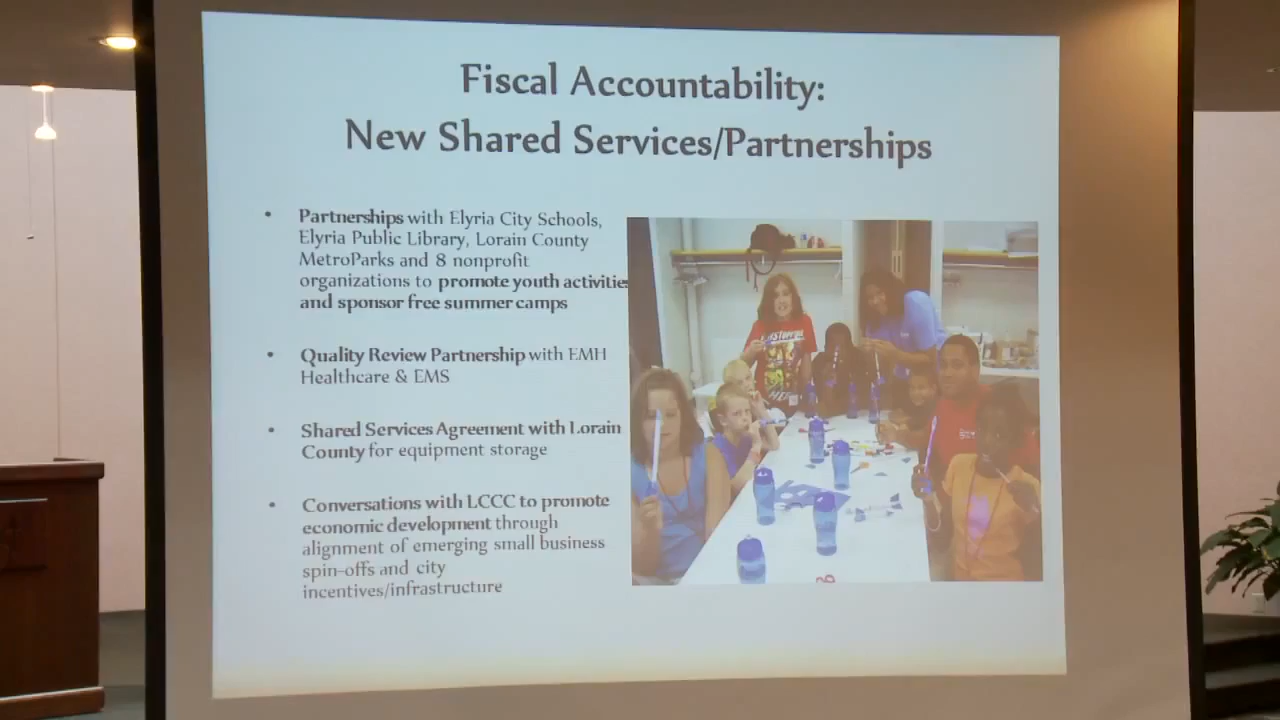 Fiscal Accountability:
New Shared Services/Partnerships
• Partnerships with Elyria City Schools,
Elyria Public Library, Lorain County
MetroParks and 8 nonprofit
organizations to promote youth activities
and sponsor free summer camps
• Quality Review Partnership with EMH
Healthcare & EMS
• Shared Services Agreement with Lorain
County for equipment storage
• Conversations with LCCC to promote
economic development through
alignment of emerging small business
spin-offs and city
incentives/infrastructure